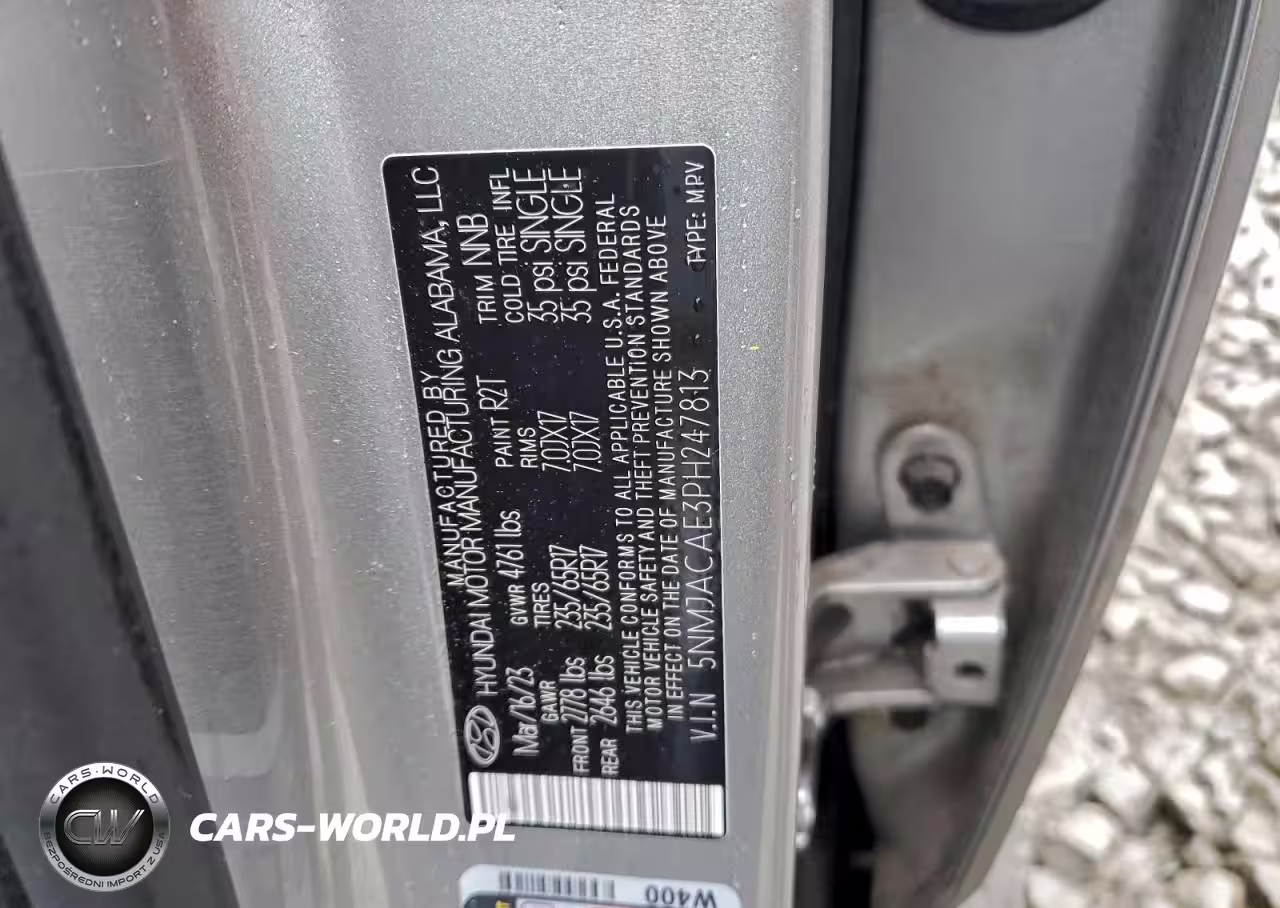 MANUFACTURED BY
HYUNDAI MOTOR MANUFACTURING ALABAMA, LLC
Mar/16/23 GVWR 4761 lbs PAINT R2T TRIM NNB
GAWR TIRES RIMS COLD TIRE INFL
FRONT 2778 lbs 235/65R17 7.0JX17 35 psi SINGLE
REAR 2646 lbs 235/65R17 7.0JX17 35 psi SINGLE
THIS VEHICLE CONFORMS TO ALL APPLICABLE U.S.A. FEDERAL
MOTOR VEHICLE SAFETY AND THEFT PREVENTION STANDARDS
IN EFFECT ON THE DATE OF MANUFACTURE SHOWN ABOVE
V.I.N 5NMJACAE3PH247813 TYPE: MPV
W400
CARS-WORLD
CW
BEZPOŚREDNI IMPORT Z USA
CARS-WORLD.PL